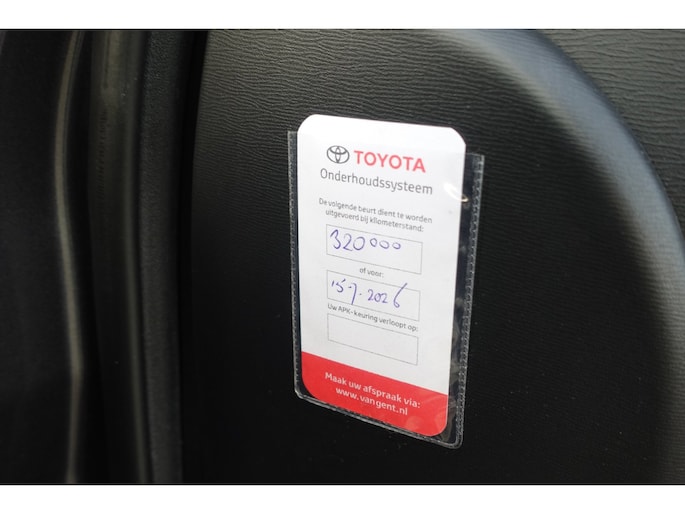 TOYOTA
Onderhoudssysteem
De volgende beurt dient te worden
uitgevoerd bij kilometerstand:
320000
of voor:
15-7-2026
Uw APK-keuring verloopt op:
Maak uw afspraak via:
www.vangent.nl